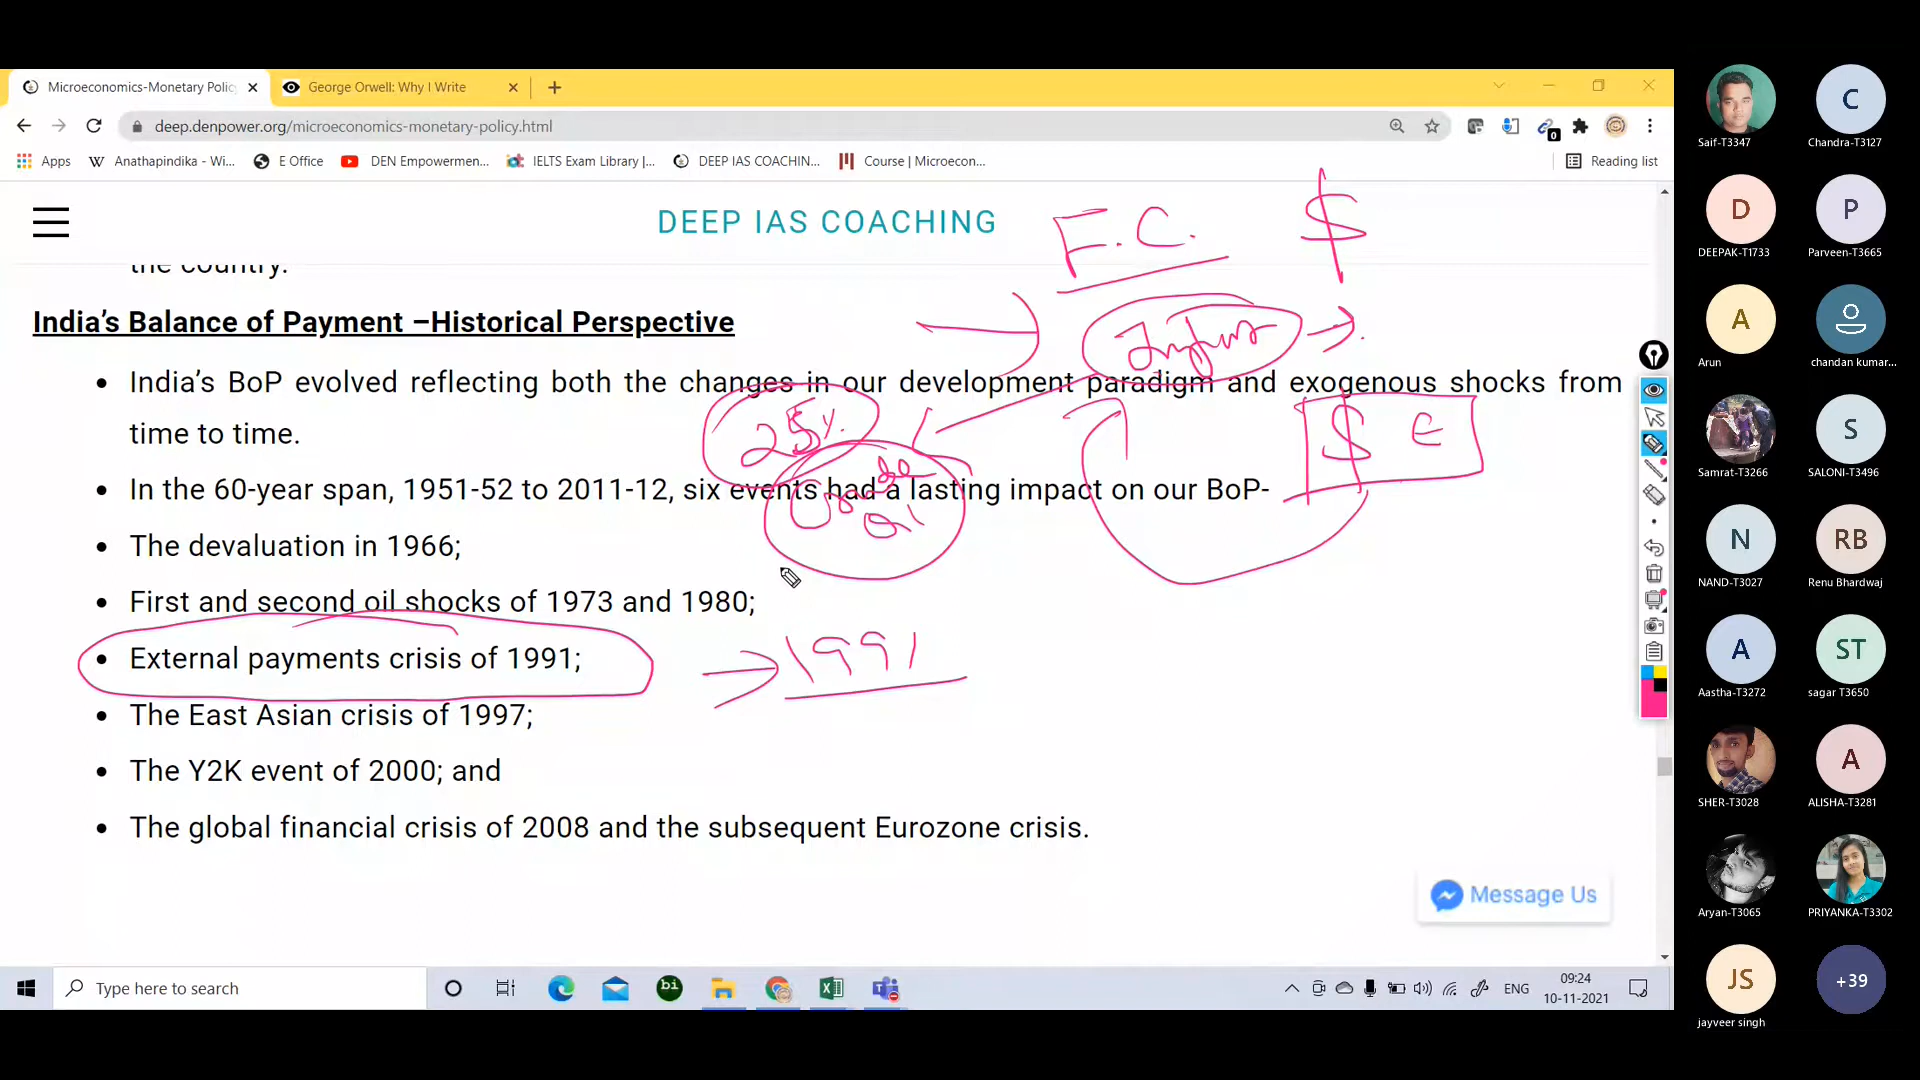 Microeconomics-Monetary Polic
George Orwell: Why I Write
deep.denpower.org/microeconomics-monetary-policy.html
0
Apps
Anathapindika - Wi...
E Office
DEN Empowermen...
IELTS Exam Library |...
DEEP IAS COACHIN...
Course | Microecon...
Reading list
DEEP IAS COACHING
F.C. $
the country.
India's Balance of Payment –Historical Perspective
• India's BoP evolved reflecting both the changes in our development paradigm and exogenous shocks from
time to time.
25%
$ €
• In the 60-year span, 1951-52 to 2011-12, six events had a lasting impact on our BoP-
Crude
Oil
• The devaluation in 1966;
• First and second oil shocks of 1973 and 1980;
• External payments crisis of 1991;
1991
• The East Asian crisis of 1997;
• The Y2K event of 2000; and
• The global financial crisis of 2008 and the subsequent Eurozone crisis.
Message Us
Type here to search
bi
ENG
09:24
10-11-2021
Saif-T3347
C
Chandra-T3127
D
DEEPAK-T1733
P
Parveen-T3665
A
Arun
chandan kumar...
Samrat-T3266
S
SALONI-T3496
N
NAND-T3027
RB
Renu Bhardwaj
A
Aastha-T3272
ST
sagar T3650
SHER-T3028
A
ALISHA-T3281
Aryan-T3065
PRIYANKA-T3302
JS
jayveer singh
+39